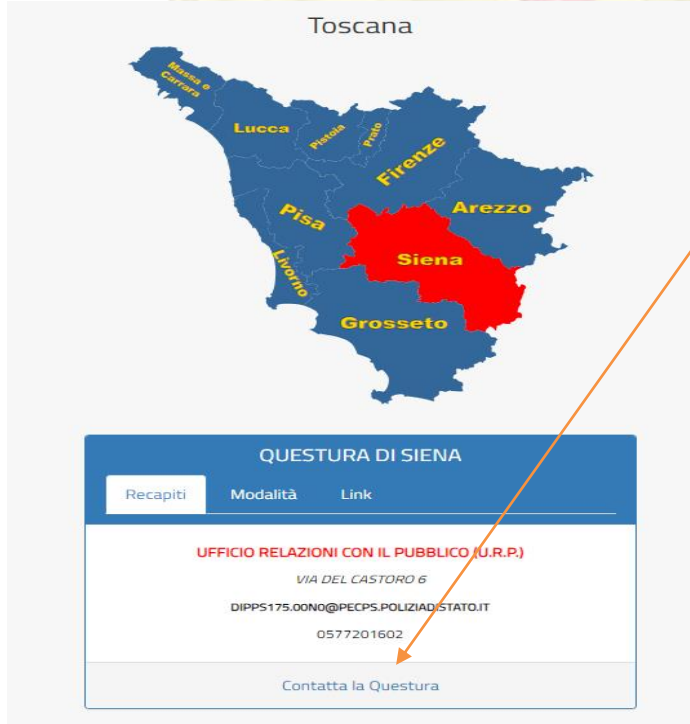 Toscana
Massa e
Carrara
Lucca
Pistoia
Prato
Firenze
Pisa
Arezzo
Livorno
Siena
Grosseto
QUESTURA DI SIENA
Recapiti Modalità Link
UFFICIO RELAZIONI CON IL PUBBLICO (U.R.P.)
VIA DEL CASTORO 6
DIPPS175.00N0@PECPS.POLIZIADISTATO.IT
0577201602
Contatta la Questura